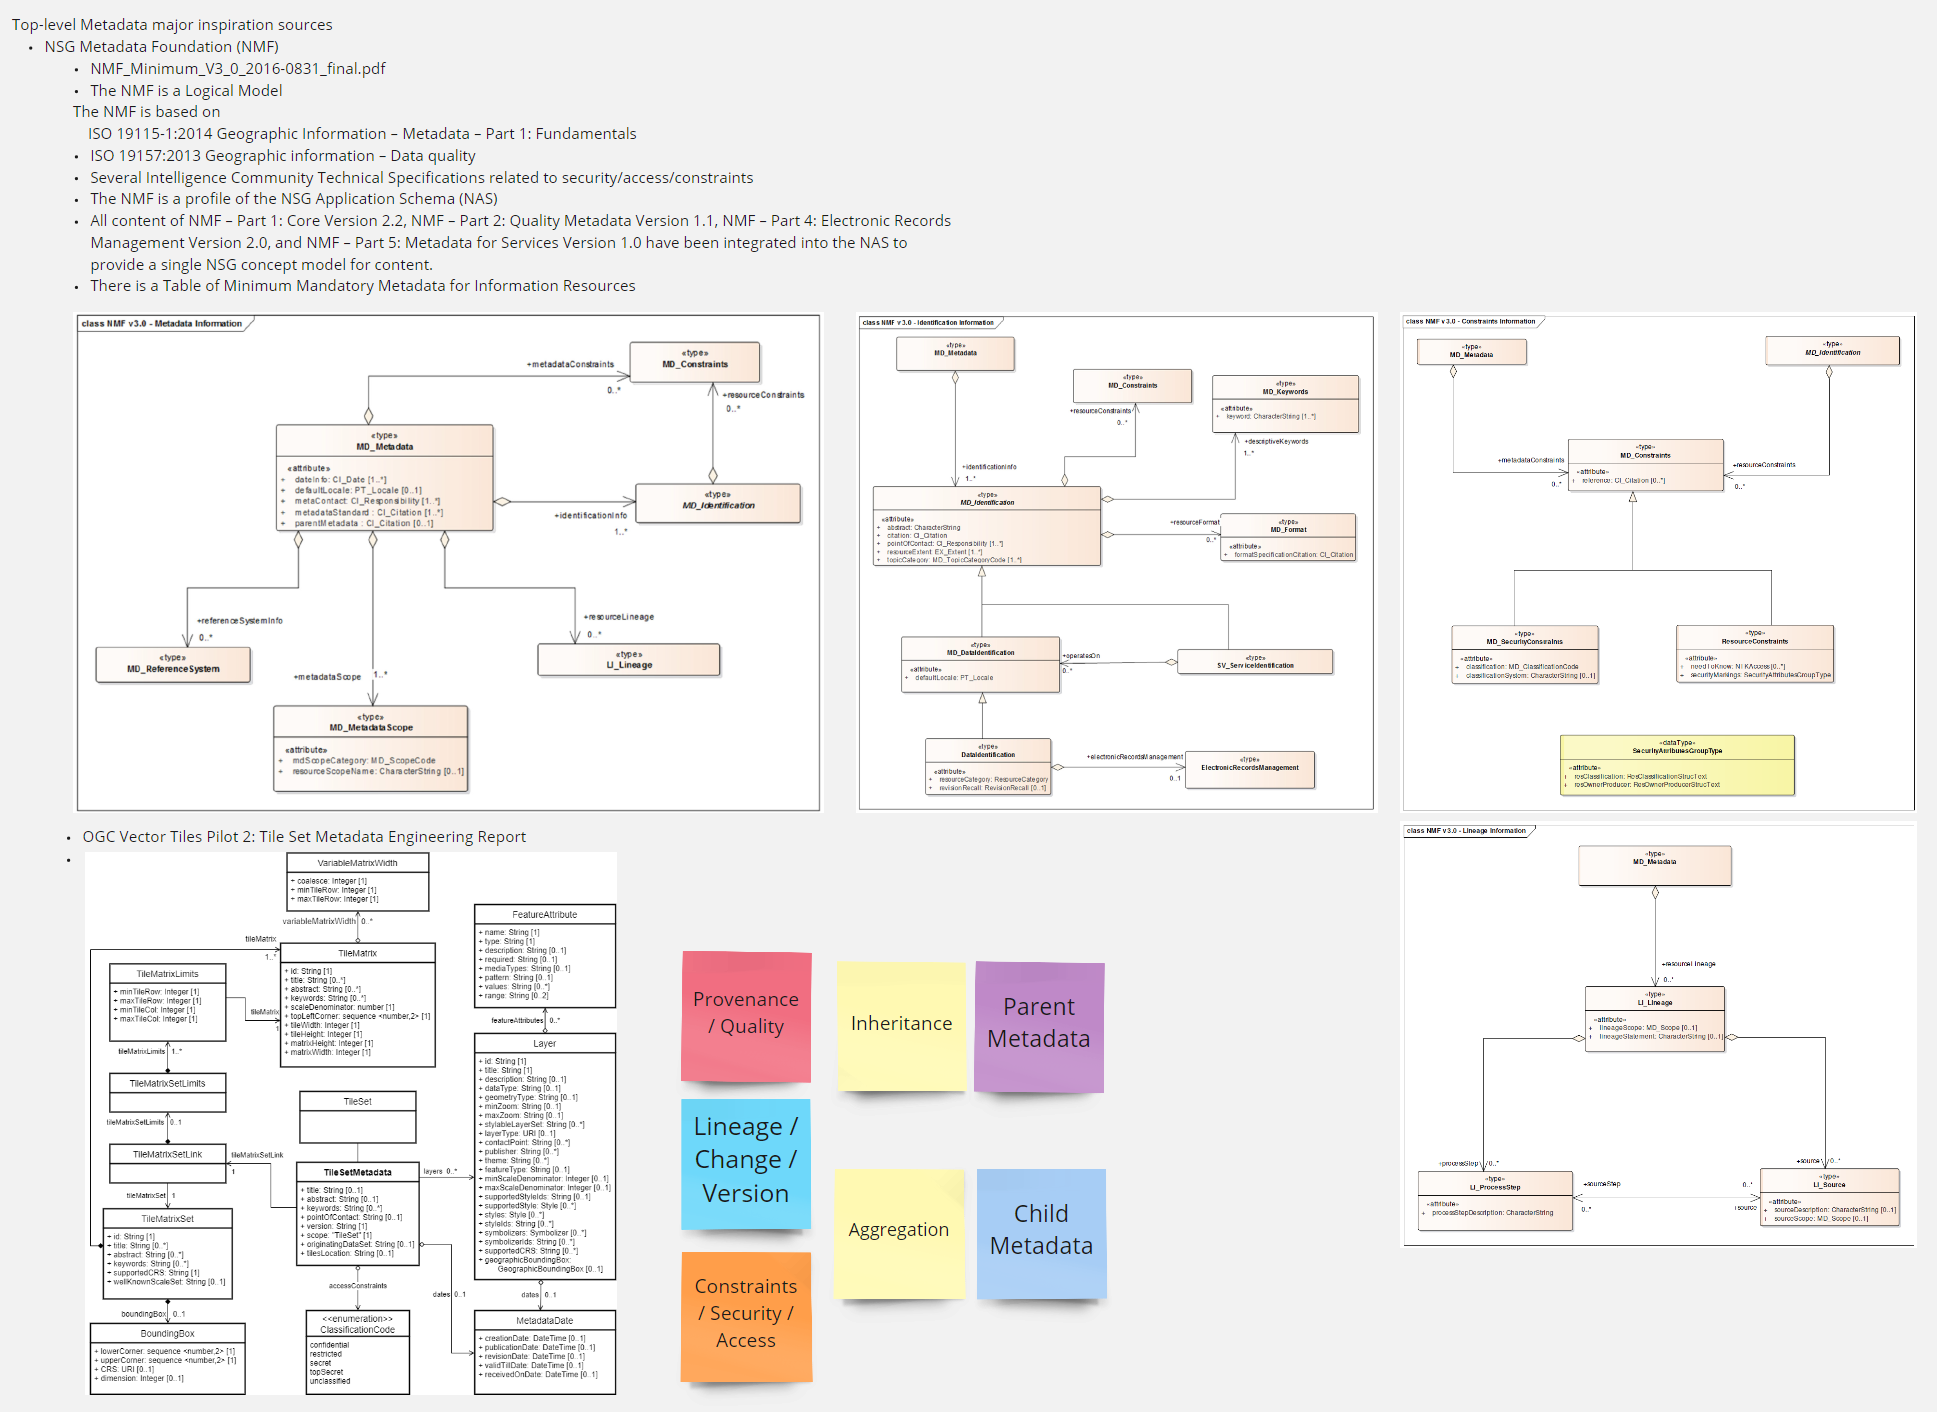 Top-level Metadata major inspiration sources
• NSG Metadata Foundation (NMF)
• NMF_Minimum_V3_0_2016-0831_final.pdf
• The NMF is a Logical Model
The NMF is based on
ISO 19115-1:2014 Geographic Information – Metadata – Part 1: Fundamentals
• ISO 19157:2013 Geographic information – Data quality
• Several Intelligence Community Technical Specifications related to security/access/constraints
• The NMF is a profile of the NSG Application Schema (NAS)
• All content of NMF – Part 1: Core Version 2.2, NMF – Part 2: Quality Metadata Version 1.1, NMF – Part 4: Electronic Records
Management Version 2.0, and NMF – Part 5: Metadata for Services Version 1.0 have been integrated into the NAS to
provide a single NSG concept model for content.
• There is a Table of Minimum Mandatory Metadata for Information Resources
class NMF v3.0 - Metadata Information
«type»
MD_Constraints
+metadataConstraints
0..*
+resourceConstraints
0..*
«type»
MD_Metadata
«attribute»
+ dateInfo: CI_Date [1..*]
+ defaultLocale: PT_Locale [0..1]
+ metaContact: CI_Responsibility [1..*]
+ metadataStandard : CI_Citation [1..*]
+ parentMetadata : CI_Citation [0..1]
«type»
MD_Identification
+identificationInfo
1..*
+referenceSystemInfo
0..*
+resourceLineage
0..*
«type»
MD_ReferenceSystem
«type»
LI_Lineage
+metadataScope
1..*
«type»
MD_MetadataScope
«attribute»
+ mdScopeCategory: MD_ScopeCode
+ resourceScopeName: CharacterString [0..1]
class NMF v3.0 - Identification Information
«type»
MD_Metadata
«type»
MD_Constraints
«type»
MD_Keywords
«attribute»
+ keyword: CharacterString [1..*]
+resourceConstraints
0..*
+descriptiveKeywords
1..*
+identificationInfo
1..*
«type»
MD_Identification
«attribute»
+ abstract: CharacterString
+ citation: CI_Citation
+ pointOfContact: CI_Responsibility [1..*]
+ resourceExtent: EX_Extent [1..*]
+ topicCategory: MD_TopicCategoryCode [1..*]
+resourceFormat
0..*
«type»
MD_Format
«attribute»
+ formatSpecificationCitation: CI_Citation
«type»
MD_DataIdentification
«attribute»
+ defaultLocale: PT_Locale
+operatesOn
0..*
«type»
SV_ServiceIdentification
«type»
DataIdentification
«attribute»
+ resourceCategory: ResourceCategory
+ revisionRecall: RevisionRecall [0..1]
+electronicRecordsManagement
0..1
«type»
ElectronicRecordsManagement
class NMF v3.0 - Constraints Information
«type»
MD_Metadata
«type»
MD_Identification
«type»
MD_Constraints
«attribute»
+ reference: CI_Citation [0..*]
+metadataConstraints
0..*
+resourceConstraints
0..*
«type»
MD_SecurityConstraints
«attribute»
+ classification: MD_ClassificationCode
+ classificationSystem: CharacterString [0..1]
«type»
ResourceConstraints
«attribute»
+ needToKnow: NTKAccess [0..*]
+ securityMarkings: SecurityAttributesGroupType
«dataType»
SecurityAttributesGroupType
«attribute»
+ resClassification: ResClassificationStrucText
+ resOwnerProducer: ResOwnerProducerStrucText
• OGC Vector Tiles Pilot 2: Tile Set Metadata Engineering Report
•
VariableMatrixWidth
+ coalesce: Integer [1]
+ minTileRow: Integer [1]
+ maxTileRow: Integer [1]
variableMatrixWidth 0..*
tileMatrix
1..*
TileMatrix
+ id: String [1]
+ title: String [0..*]
+ abstract: String [0..*]
+ keywords: String [0..*]
+ scaleDenominator: number [1]
+ topLeftCorner: sequence <number,2> [1]
+ tileWidth: Integer [1]
+ tileHeight: Integer [1]
+ matrixHeight: Integer [1]
+ matrixWidth: Integer [1]
TileMatrixLimits
+ minTileRow: Integer [1]
+ maxTileRow: Integer [1]
+ minTileCol: Integer [1]
+ maxTileCol: Integer [1]
tileMatrix
1
tileMatrixLimits 1..*
TileMatrixSetLimits
tileMatrixSetLimits 0..1
TileMatrixSetLink
tileMatrixSetLink
1
tileMatrixSet 1
TileMatrixSet
+ id: String [1]
+ title: String [0..*]
+ abstract: String [0..*]
+ keywords: String [0..*]
+ supportedCRS: String [1]
+ wellKnownScaleSet: String [0..1]
boundingBox 0..1
BoundingBox
+ lowerCorner: sequence <number,2> [1]
+ upperCorner: sequence <number,2> [1]
+ CRS: URI [0..1]
+ dimension: Integer [0..1]
TileSet
TileSetMetadata
+ title: String [0..1]
+ abstract: String [0..1]
+ keywords: String [0..*]
+ pointOfContact: String [0..1]
+ version: String [1]
+ scope: "TileSet" [1]
+ originatingDataSet: String [0..1]
+ tilesLocation: String [0..1]
layers 0..*
accessConstraints
dates 0..1
<<enumeration>>
ClassificationCode
confidential
restricted
secret
topSecret
unclassified
FeatureAttribute
+ name: String [1]
+ type: String [1]
+ description: String [0..1]
+ required: String [0..1]
+ mediaTypes: String [0..1]
+ pattern: String [0..1]
+ values: String [0..*]
+ range: String [0..2]
featureAttributes 0..*
Layer
+ id: String [1]
+ title: String [1]
+ description: String [0..1]
+ dataType: String [0..1]
+ geometryType: String [0..1]
+ minZoom: String [0..1]
+ maxZoom: String [0..1]
+ stylableLayerSet: String [0..*]
+ layerType: URI [0..1]
+ contactPoint: String [0..*]
+ publisher: String [0..*]
+ theme: String [0..*]
+ featureType: String [0..1]
+ minScaleDenominator: Integer [0..1]
+ maxScaleDenominator: Integer [0..1]
+ supportedStyleIds: String [0..*]
+ supportedStyle: Style [0..*]
+ styles: Style [0..*]
+ styleIds: String [0..*]
+ symbolizers: Symbolizer [0..*]
+ symbolizerIds: String [0..*]
+ supportedCRS: String [0..*]
+ geographicBoundingBox:
GeographicBoundingBox [0..1]
dates 0..1
MetadataDate
+ creationDate: DateTime [0..1]
+ publicationDate: DateTime [0..1]
+ revisionDate: DateTime [0..1]
+ validTillDate: DateTime [0..1]
+ receivedOnDate: DateTime [0..1]
Provenance
/ Quality
Inheritance
Parent
Metadata
Lineage /
Change /
Version
Aggregation
Child
Metadata
Constraints
/ Security /
Access
class NMF v3.0 - Lineage Information
«type»
MD_Metadata
+resourceLineage
0..*
«type»
LI_Lineage
«attribute»
+ lineageScope: MD_Scope [0..1]
+ lineageStatement: CharacterString [0..1]
+processStep 0..*
+source 0..*
«type»
LI_ProcessStep
«attribute»
+ processStepDescription: CharacterString
+sourceStep
0..*
0..*
+source
«type»
LI_Source
«attribute»
+ sourceDescription: CharacterString [0..1]
+ sourceScope: MD_Scope [0..1]